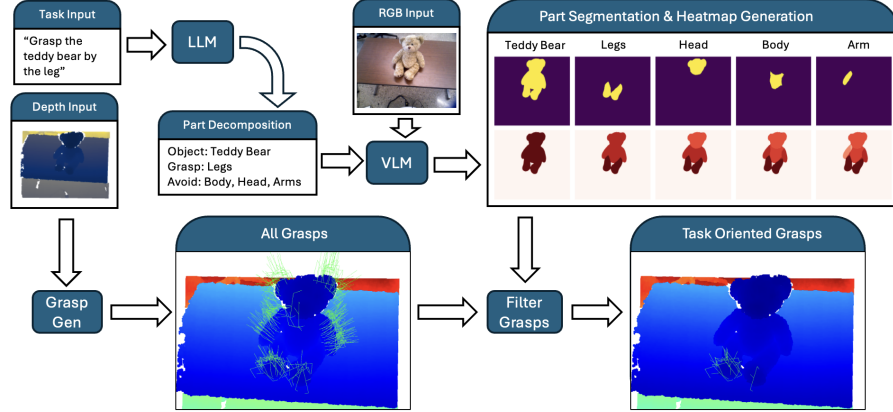 Task Input
“Grasp the
teddy bear by
the leg”
LLM
RGB Input
Part Segmentation & Heatmap Generation
Teddy Bear
Legs
Head
Body
Arm
Depth Input
Part Decomposition
Object: Teddy Bear
Grasp: Legs
Avoid: Body, Head, Arms
VLM
All Grasps
Task Oriented Grasps
Grasp
Gen
Filter
Grasps